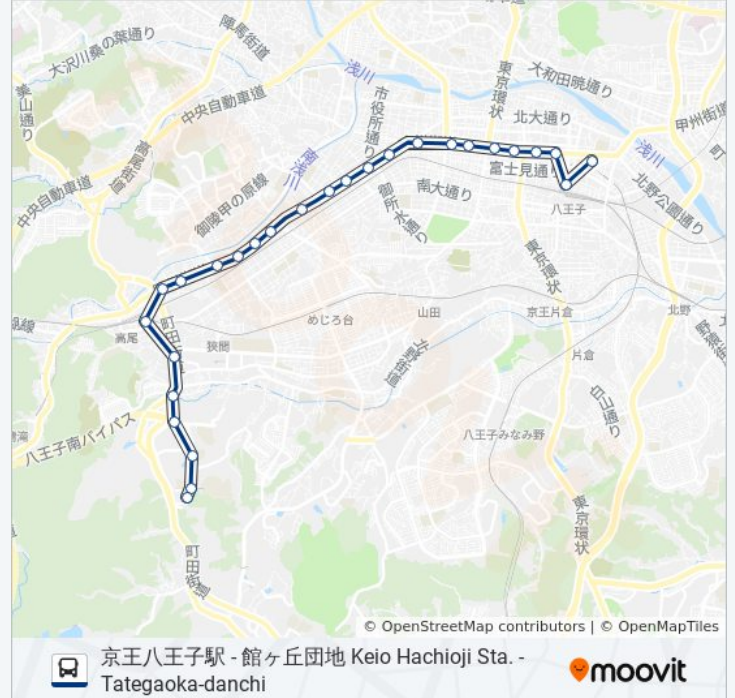 陣馬街道
大沢川桑の葉通り
浅川
東京環状
大和田暁通り
美山通り
中央自動車道
市役所通り
北大通り
甲州街道
高尾街道
南浅川
浅川
町
富士見通り
中央自動車道
御陵甲の原線
御所水通り
南大通り
八王子
北野公園通り
東京環状
町田街道
めじろ台
山田
京王片倉
北野
高尾
狭間
北野街道
片倉
白山通り
八王子南バイパス
八王子みなみ野
東京環状
町田街道
© OpenStreetMap contributors | © OpenMapTiles
京王八王子駅 - 館ヶ丘団地 Keio Hachioji Sta. -
Tategaoka-danchi
moovit